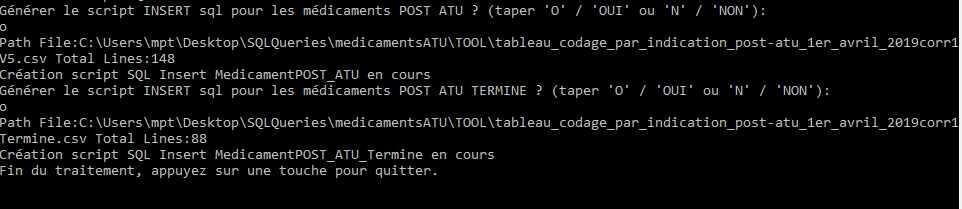 Générer le script INSERT sql pour les médicaments POST ATU ? (taper 'O' / 'OUI' ou 'N' / 'NON'):
o
Path File:C:\Users\mpt\Desktop\SQLQueries\medicamentsATU\TOOL\tableau_codage_par_indication_post-atu_1er_avril_2019corr1
V5.csv Total Lines:148
Création script SQL Insert MedicamentPOST_ATU en cours
Générer le script INSERT sql pour les médicaments POST ATU TERMINE ? (taper 'O' / 'OUI' ou 'N' / 'NON'):
o
Path File:C:\Users\mpt\Desktop\SQLQueries\medicamentsATU\TOOL\tableau_codage_par_indication_post-atu_1er_avril_2019corr1
Termine.csv Total Lines:88
Création script SQL Insert MedicamentPOST_ATU_Termine en cours
Fin du traitement, appuyez sur une touche pour quitter.